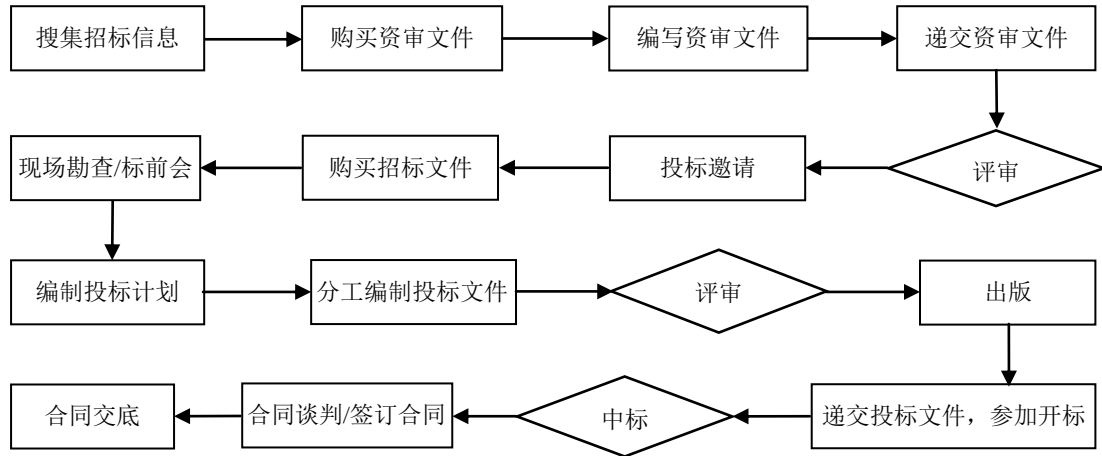 搜集招标信息
购买资审文件
编写资审文件
递交资审文件
评审
投标邀请
购买招标文件
现场勘查/标前会
编制投标计划
分工编制投标文件
评审
出版
递交投标文件，参加开标
中标
合同谈判/签订合同
合同交底